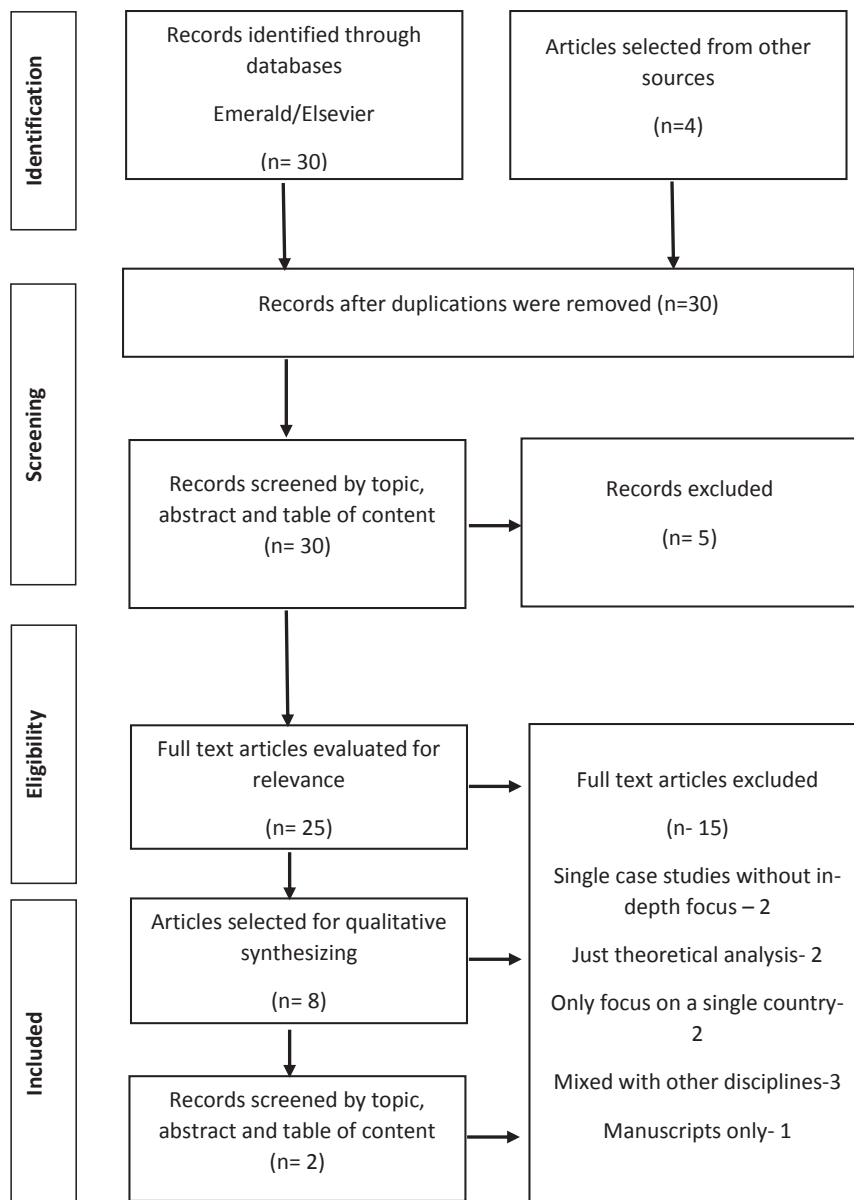 Identification
Records identified through
databases
Emerald/Elsevier
(n= 30)
Articles selected from other
sources
(n=4)
Screening
Records after duplications were removed (n=30)
Records screened by topic,
abstract and table of content
(n= 30)
Records excluded
(n= 5)
Eligibility
Full text articles evaluated for
relevance
(n= 25)
Full text articles excluded
(n- 15)
Single case studies without in-
depth focus – 2
Just theoretical analysis- 2
Only focus on a single country-
2
Mixed with other disciplines-3
Manuscripts only- 1
Included
Articles selected for qualitative
synthesizing
(n= 8)
Records screened by topic,
abstract and table of content
(n= 2)